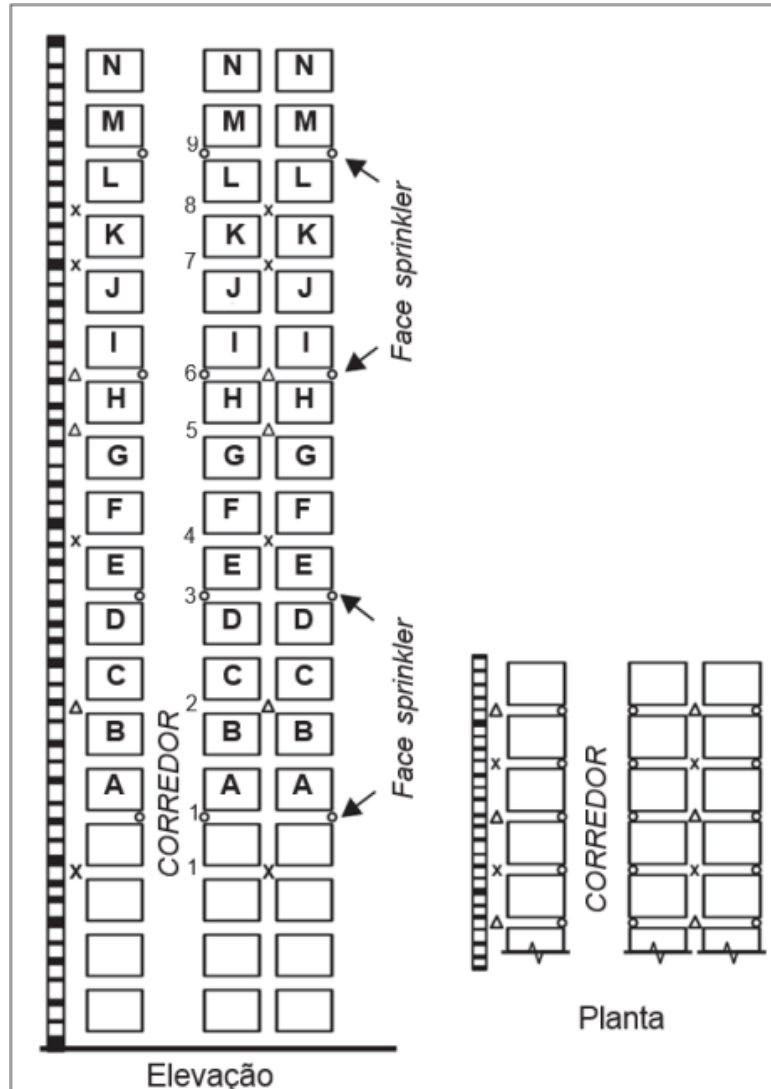 N N N
M M M
9
L L L
8
K K K
7
J J J
Face sprinkler
I I I
6
H H H
5
G G G
F F F
4
E E E
3
D D D
C C C
2
B B B
Face sprinkler
A A A
1
CORREDOR
1
CORREDOR
Elevação
Planta